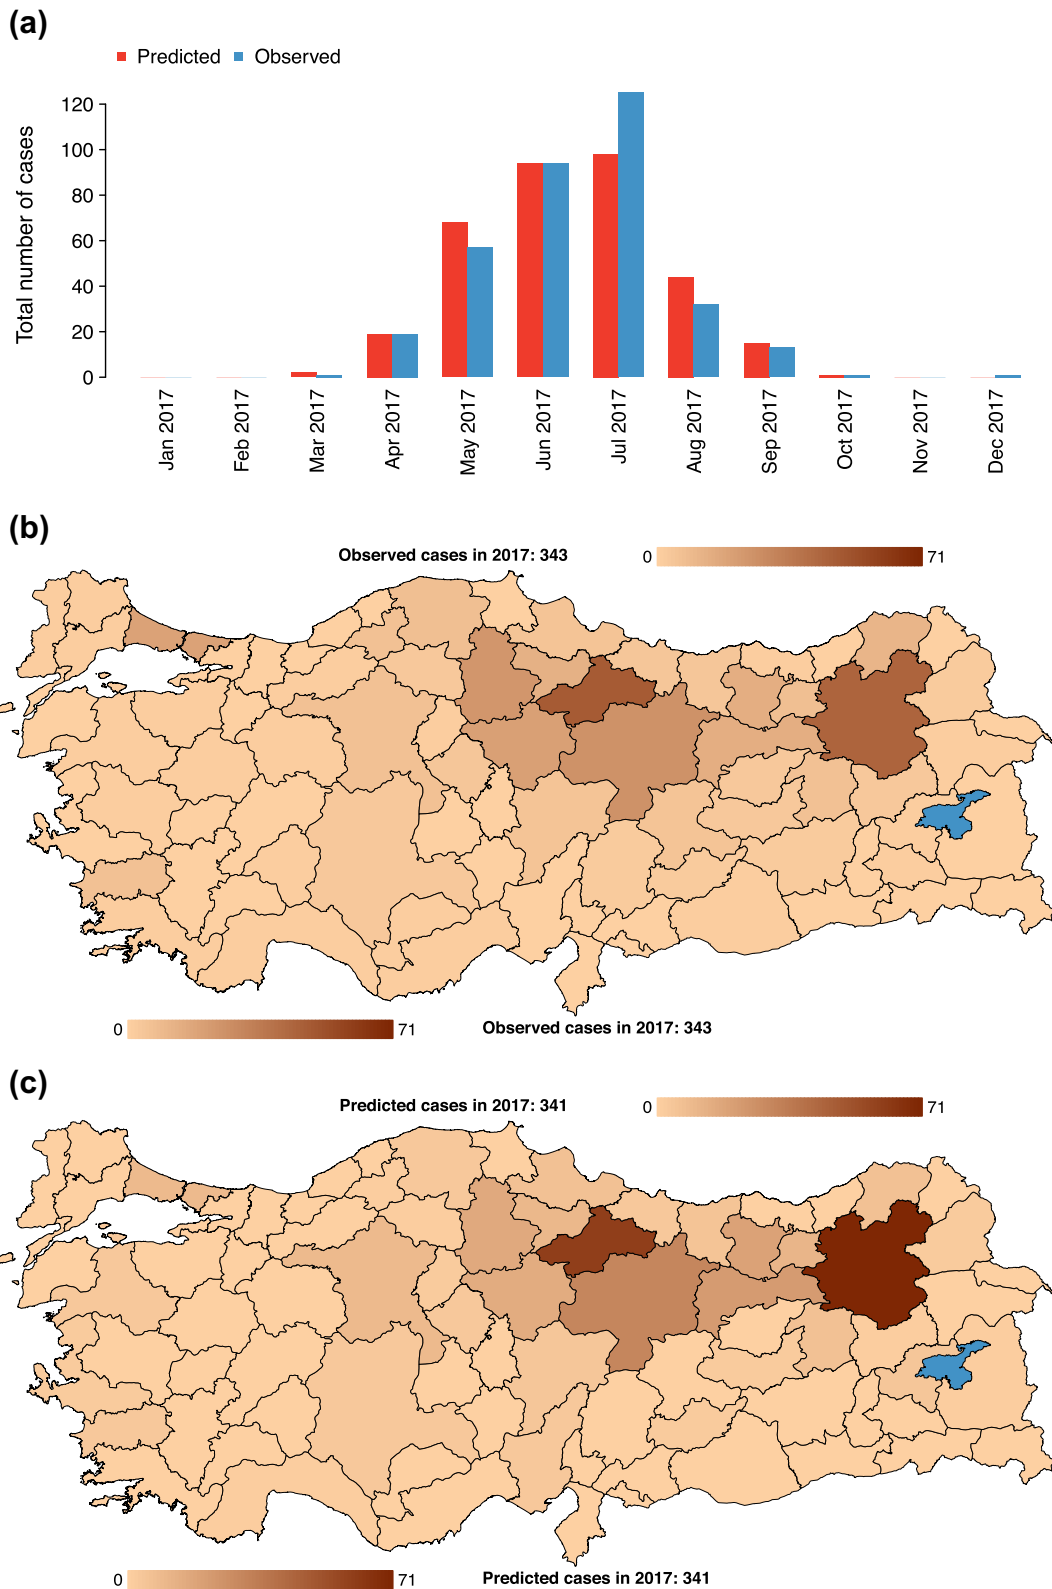 (a)
Predicted Observed
Total number of cases
120
100
80
60
40
20
0
Jan 2017
Feb 2017
Mar 2017
Apr 2017
May 2017
Jun 2017
Jul 2017
Aug 2017
Sep 2017
Oct 2017
Nov 2017
Dec 2017
(b)
Observed cases in 2017: 343
0 71
0 71
Observed cases in 2017: 343
(c)
Predicted cases in 2017: 341
0 71
0 71
Predicted cases in 2017: 341